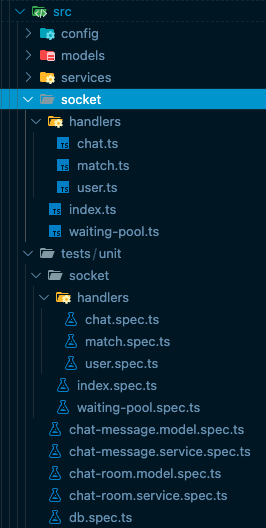 src
config
models
services
socket
handlers
TS chat.ts
TS match.ts
TS user.ts
TS index.ts
TS waiting-pool.ts
tests/unit
socket
handlers
chat.spec.ts
match.spec.ts
user.spec.ts
index.spec.ts
waiting-pool.spec.ts
chat-message.model.spec.ts
chat-message.service.spec.ts
chat-room.model.spec.ts
chat-room.service.spec.ts
db.spec.ts